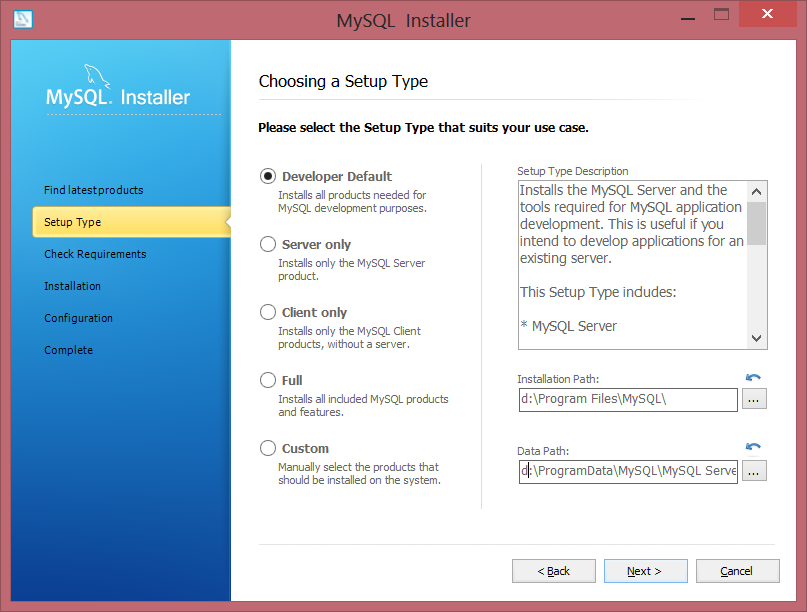 MySQL Installer
MySQL. Installer
Find latest products
Setup Type
Check Requirements
Installation
Configuration
Complete
Choosing a Setup Type
Please select the Setup Type that suits your use case.
Developer Default
Installs all products needed for
MySQL development purposes.
Server only
Installs only the MySQL Server
product.
Client only
Installs only the MySQL Client
products, without a server.
Full
Installs all included MySQL products
and features.
Custom
Manually select the products that
should be installed on the system.
Setup Type Description
Installs the MySQL Server and the
tools required for MySQL application
development. This is useful if you
intend to develop applications for an
existing server.
This Setup Type includes:
* MySQL Server
Installation Path:
d:\Program Files\MySQL\
...
Data Path:
d:\ProgramData\MySQL\MySQL Serve
...
< Back
Next >
Cancel